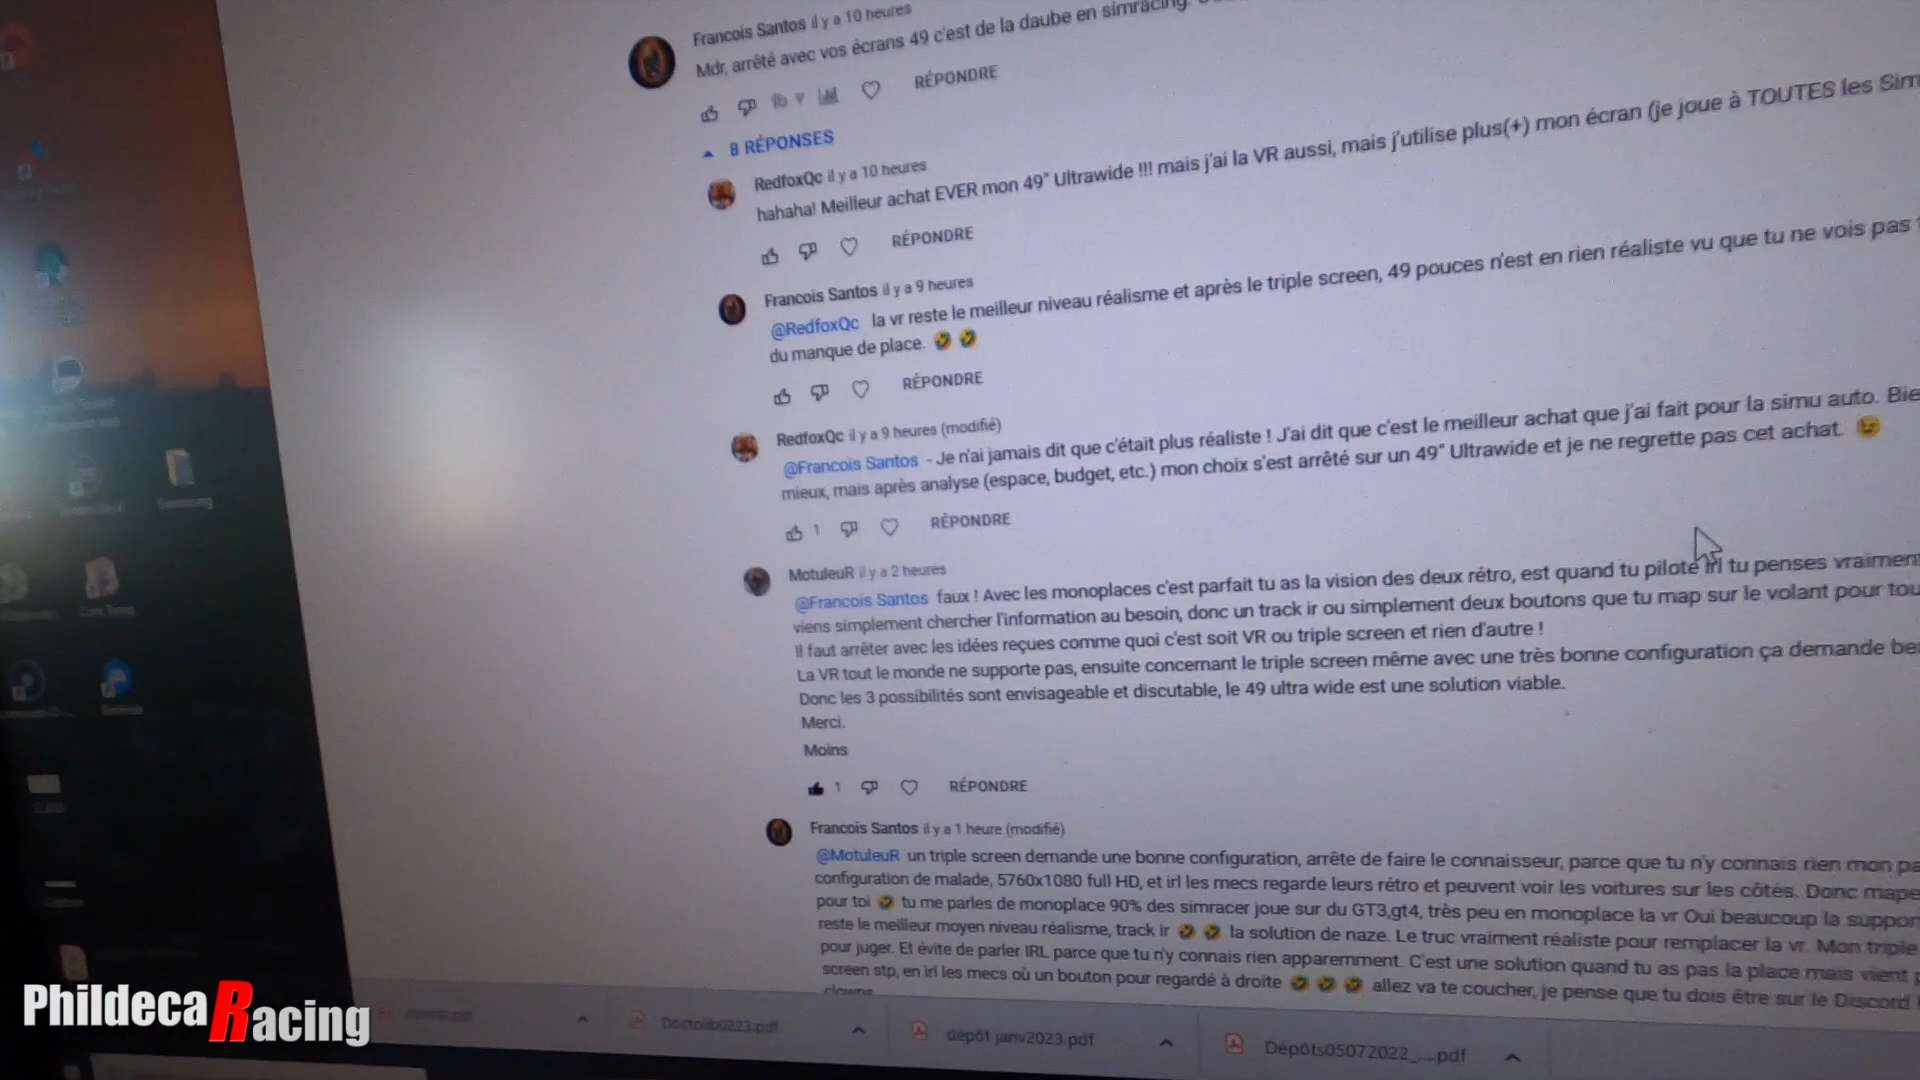 Francois Santos il y a 10 heures
Mdr, arrêté avec vos écrans 49 c'est de la daube en simracing.
RÉPONDRE
8 RÉPONSES
RedfoxQc il y a 10 heures
hahaha! Meilleur achat EVER mon 49" Ultrawide !!! mais j'ai la VR aussi, mais j'utilise plus(+) mon écran (je joue à TOUTES les Sim
RÉPONDRE
Francois Santos il y a 9 heures
@RedfoxQc la vr reste le meilleur niveau réalisme et après le triple screen, 49 pouces n'est en rien réaliste vu que tu ne vois pas
du manque de place. 🤣 🤣
RÉPONDRE
RedfoxQc il y a 9 heures (modifié)
@Francois Santos - Je n'ai jamais dit que c'était plus réaliste ! J'ai dit que c'est le meilleur achat que j'ai fait pour la simu auto. Bie
mieux, mais après analyse (espace, budget, etc.) mon choix s'est arrêté sur un 49" Ultrawide et je ne regrette pas cet achat. 😉
1 RÉPONDRE
MotuleuR il y a 2 heures
@Francois Santos faux ! Avec les monoplaces c'est parfait tu as la vision des deux rétro, est quand tu pilote irl tu penses vraiment
viens simplement chercher l'information au besoin, donc un track ir ou simplement deux boutons que tu map sur le volant pour tou
Il faut arrêter avec les idées reçues comme quoi c'est soit VR ou triple screen et rien d'autre !
La VR tout le monde ne supporte pas, ensuite concernant le triple screen même avec une très bonne configuration ça demande be
Donc les 3 possibilités sont envisageable et discutable, le 49 ultra wide est une solution viable.
Merci.
Moins
1 RÉPONDRE
Francois Santos il y a 1 heure (modifié)
@MotuleuR un triple screen demande une bonne configuration, arrête de faire le connaisseur, parce que tu n'y connais rien mon pa
configuration de malade, 5760x1080 full HD, et irl les mecs regarde leurs rétro et peuvent voir les voitures sur les côtés. Donc mape
pour toi 🤣 tu me parles de monoplace 90% des simracer joue sur du GT3,gt4, très peu en monoplace la vr Oui beaucoup la suppor
reste le meilleur moyen niveau réalisme, track ir 🤣 🤣 la solution de naze. Le truc vraiment réaliste pour remplacer la vr. Mon triple
pour juger. Et évite de parler IRL parce que tu n'y connais rien apparemment. C'est une solution quand tu as pas la place mais vient
screen stp, en irl les mecs où un bouton pour regardé à droite 🤣 🤣 🤣 allez va te coucher, je pense que tu dois être sur le Discord
Doctolib0223.pdf
dépôt janv2023.pdf
Dépôts05072022_....pdf
Samsung
Core Temp
Phildeca Racing